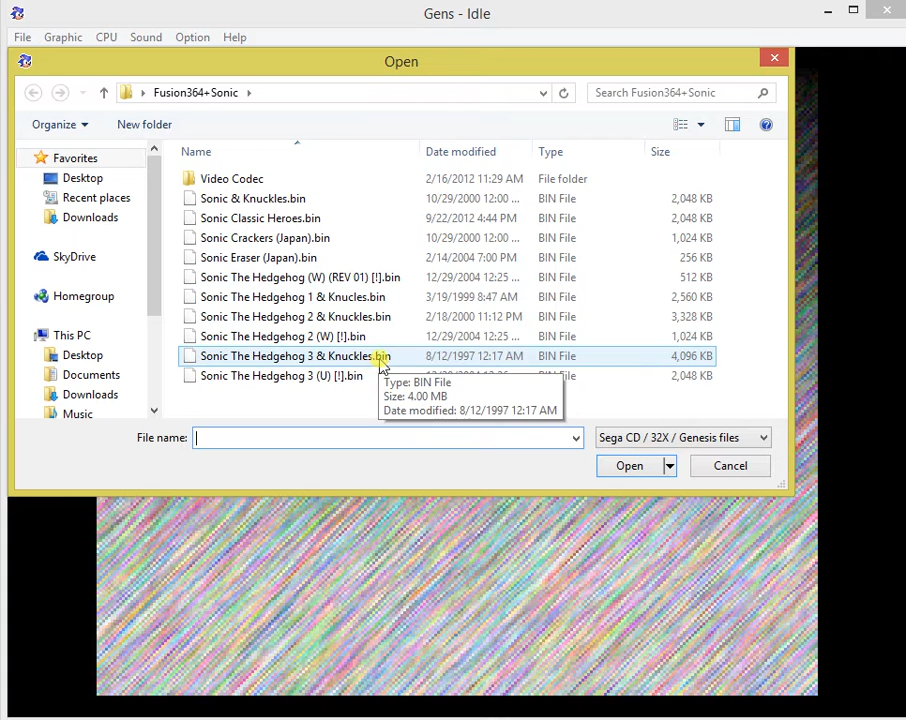 Gens - Idle
File Graphic CPU Sound Option Help
Open
Fusion364+Sonic
Search Fusion364+Sonic
Organize New folder
Name Date modified Type Size
Favorites
Desktop
Recent places
Downloads
SkyDrive
Homegroup
This PC
Desktop
Documents
Downloads
Music
Video Codec 2/16/2012 11:29 AM File folder
Sonic & Knuckles.bin 10/29/2000 12:00 ... BIN File 2,048 KB
Sonic Classic Heroes.bin 9/22/2012 4:44 PM BIN File 2,048 KB
Sonic Crackers (Japan).bin 10/29/2000 12:00 ... BIN File 1,024 KB
Sonic Eraser (Japan).bin 2/14/2004 7:00 PM BIN File 256 KB
Sonic The Hedgehog (W) (REV 01) [!].bin 12/29/2004 12:25 ... BIN File 512 KB
Sonic The Hedgehog 1 & Knucles.bin 3/19/1999 8:47 AM BIN File 2,560 KB
Sonic The Hedgehog 2 & Knuckles.bin 2/18/2000 11:12 PM BIN File 3,328 KB
Sonic The Hedgehog 2 (W) [!].bin 12/29/2004 12:25 ... BIN File 1,024 KB
Sonic The Hedgehog 3 & Knuckles.bin 8/12/1997 12:17 AM BIN File 4,096 KB
Sonic The Hedgehog 3 (U) [!].bin 2,048 KB
Type: BIN File
Size: 4.00 MB
Date modified: 8/12/1997 12:17 AM
File name:
Sega CD / 32X / Genesis files
Open Cancel